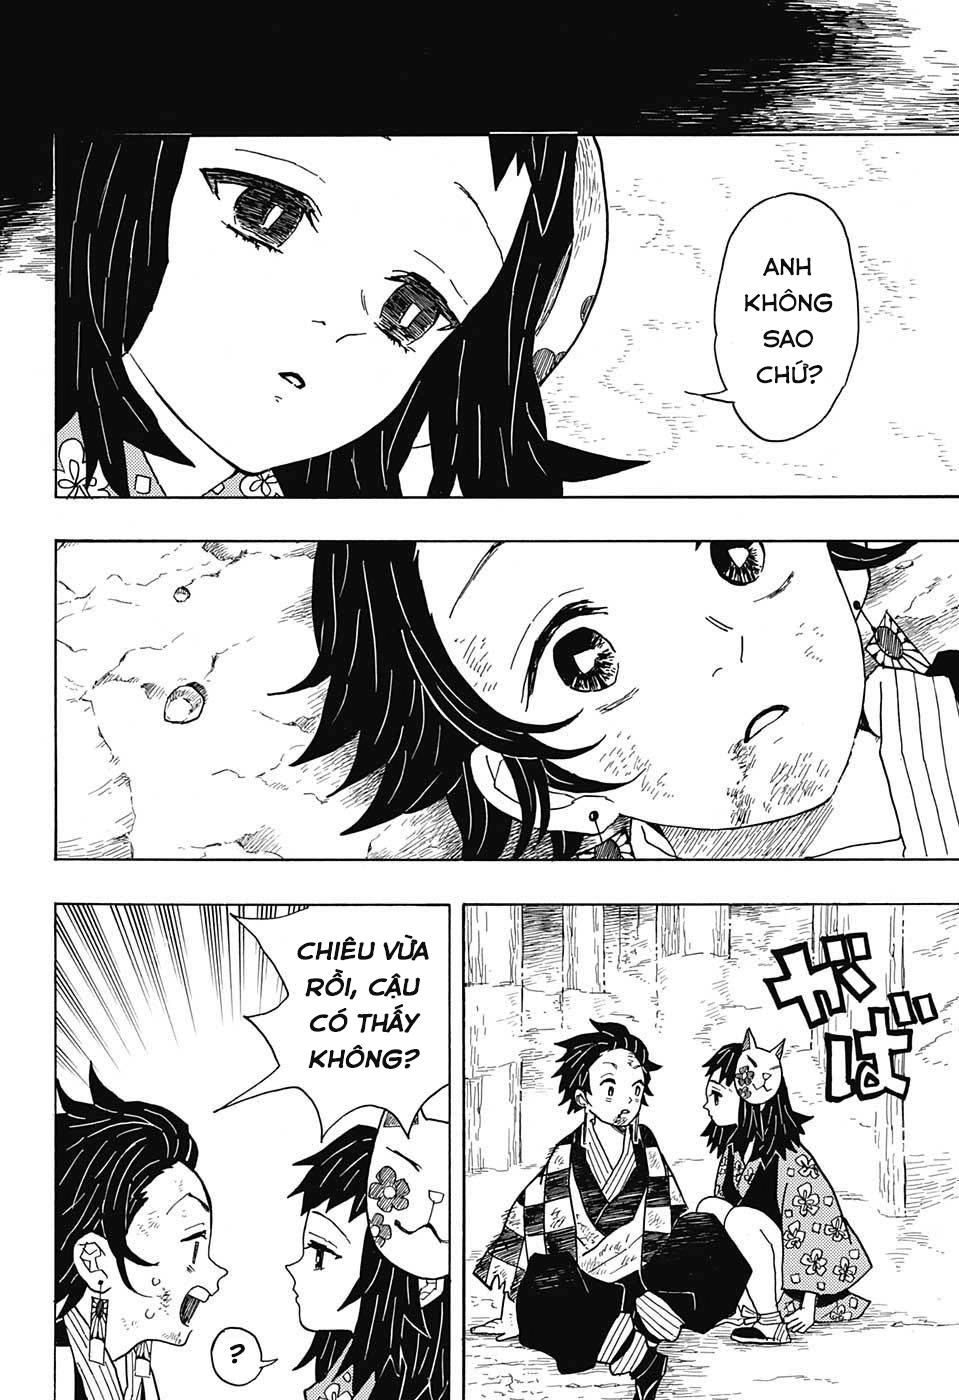 ANH
KHÔNG
SAO
CHỨ?
ガバ
CHIÊU VỪA
RỒI, CẬU
CÓ THẤY
KHÔNG?
?